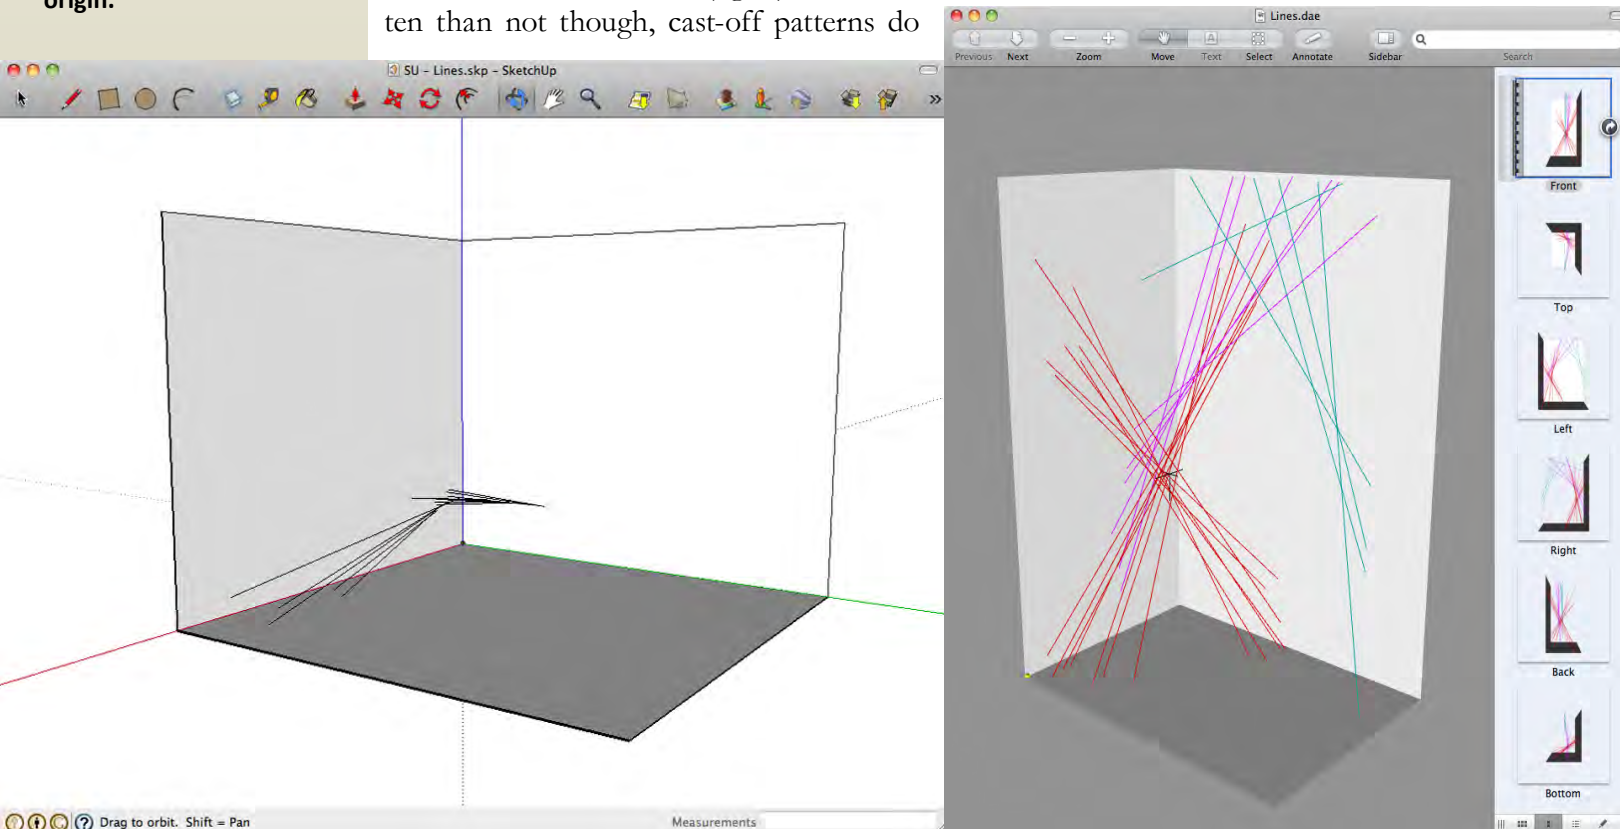 origin.
ten than not though, cast-off patterns do
SU - Lines.skp - SketchUp
Drag to orbit. Shift = Pan
Measurements
Lines.dae
Previous Next Zoom Move Text Select Annotate Sidebar Search
Front
Top
Left
Right
Back
Bottom